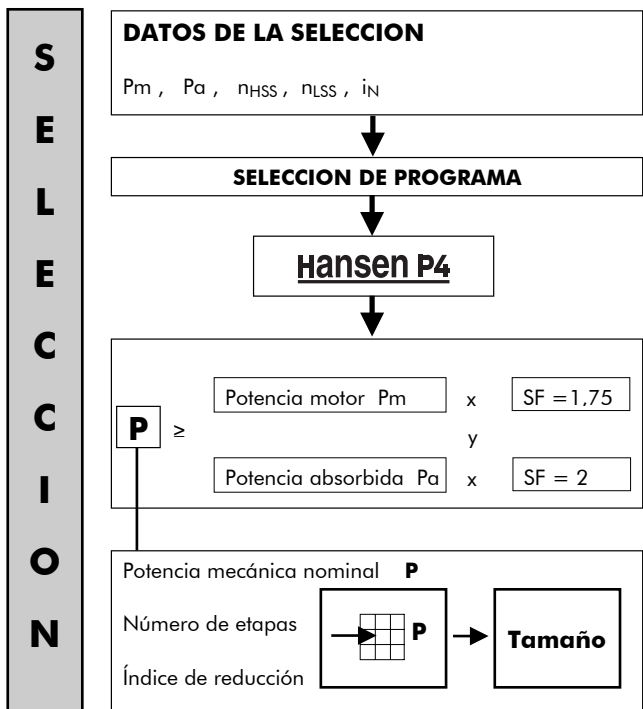 SELECCION
DATOS DE LA SELECCION
Pm , Pa , nHSS , nLSS , iN
SELECCION DE PROGRAMA
Hansen P4
Potencia motor Pm x SF =1,75
P ≥
y
Potencia absorbida Pa x SF = 2
Potencia mecánica nominal P
Número de etapas
P
Tamaño
Índice de reducción